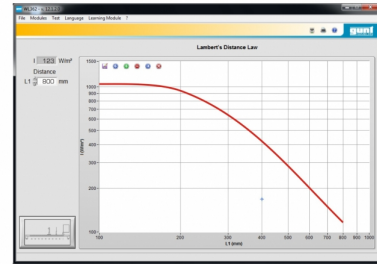 File Modules Test Language Learning Module ?
gunt
Lambert's Distance Law
I 123 W/m²
Distance
L1 800 mm
1500
1000
900
800
700
600
500
400
300
200
100
I (W/m²)
100 200 300 400 500 600 700 800 900 1000
L1 (mm)